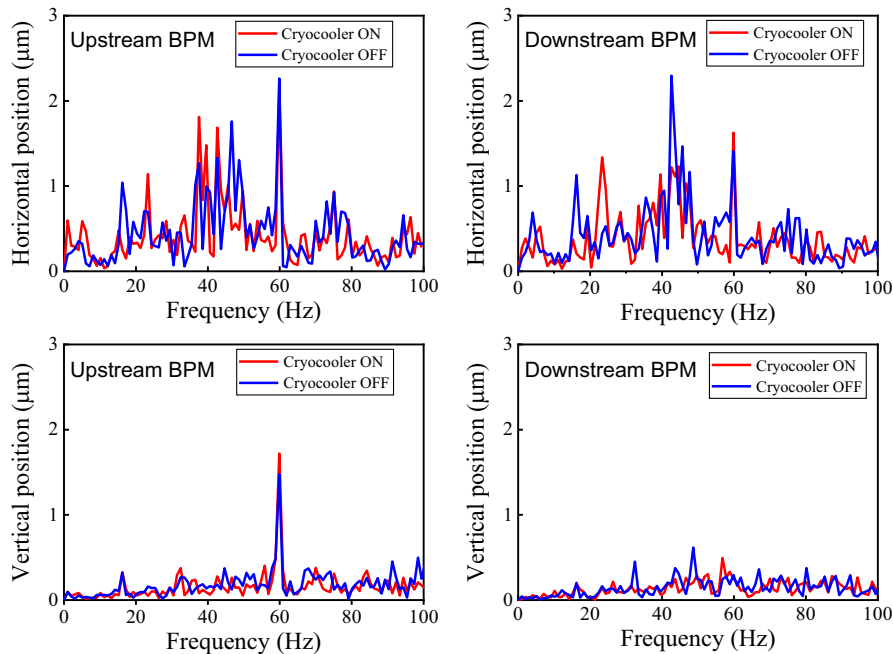 Upstream BPM
Cryocooler ON
Cryocooler OFF
Horizontal position (μm)
3
2
1
0
0 20 40 60 80 100
Frequency (Hz)
Downstream BPM
Cryocooler ON
Cryocooler OFF
Horizontal position (μm)
3
2
1
0
0 20 40 60 80 100
Frequency (Hz)
Upstream BPM
Cryocooler ON
Cryocooler OFF
Vertical position (μm)
3
2
1
0
0 20 40 60 80 100
Frequency (Hz)
Downstream BPM
Cryocooler ON
Cryocooler OFF
Vertical position (μm)
3
2
1
0
0 20 40 60 80 100
Frequency (Hz)